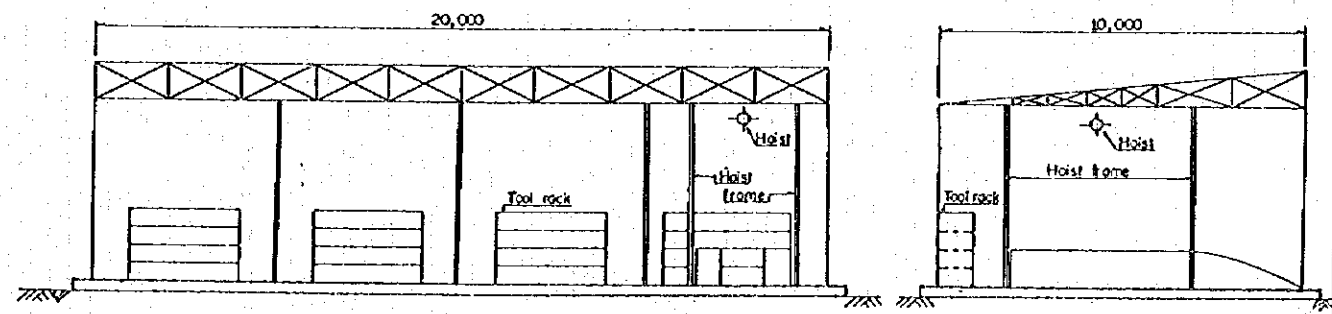 20,000
10,000
Hoist
Hoist
frame
Tool rack
Hoist
Hoist frame
Tool rack